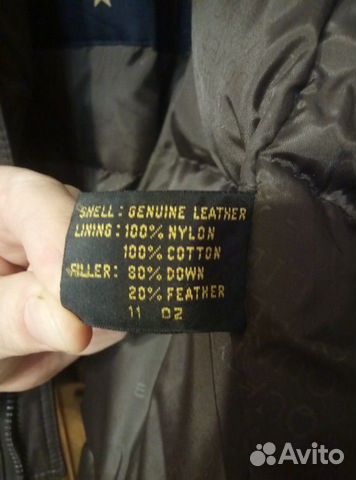 SHELL: GENUINE LEATHER
LINING: 100% NYLON
100% COTTON
FILLER: 80% DOWN
20% FEATHER
11 OZ
Avito